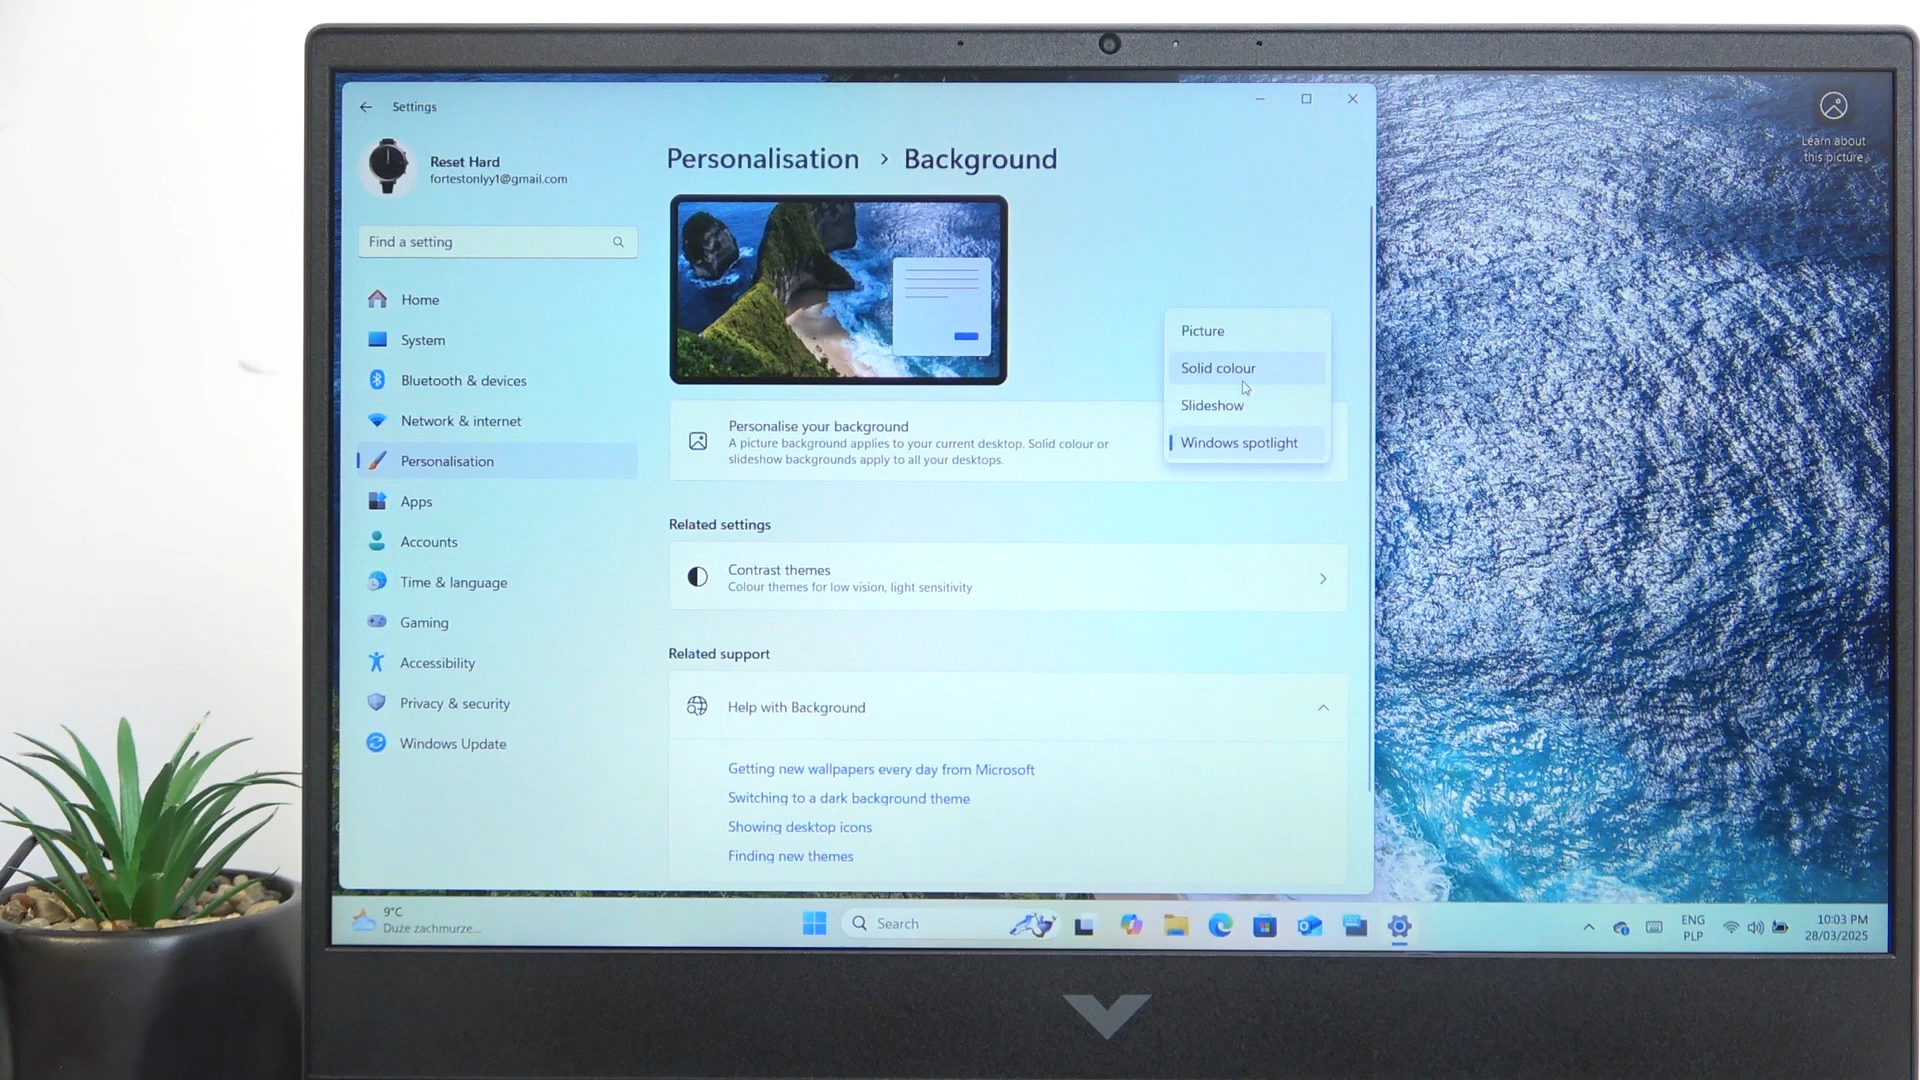 Settings
Reset Hard
fortestonlyy1@gmail.com
Find a setting
Home
System
Bluetooth & devices
Network & internet
Personalisation
Apps
Accounts
Time & language
Gaming
Accessibility
Privacy & security
Windows Update
Personalisation > Background
Picture
Solid colour
Slideshow
Windows spotlight
Personalise your background
A picture background applies to your current desktop. Solid colour or
slideshow backgrounds apply to all your desktops.
Related settings
Contrast themes
Colour themes for low vision, light sensitivity
Related support
Help with Background
Getting new wallpapers every day from Microsoft
Switching to a dark background theme
Showing desktop icons
Finding new themes
Learn about
this picture
9°C
Duże zachmurze...
Search
ENG
PLP
10:03 PM
28/03/2025